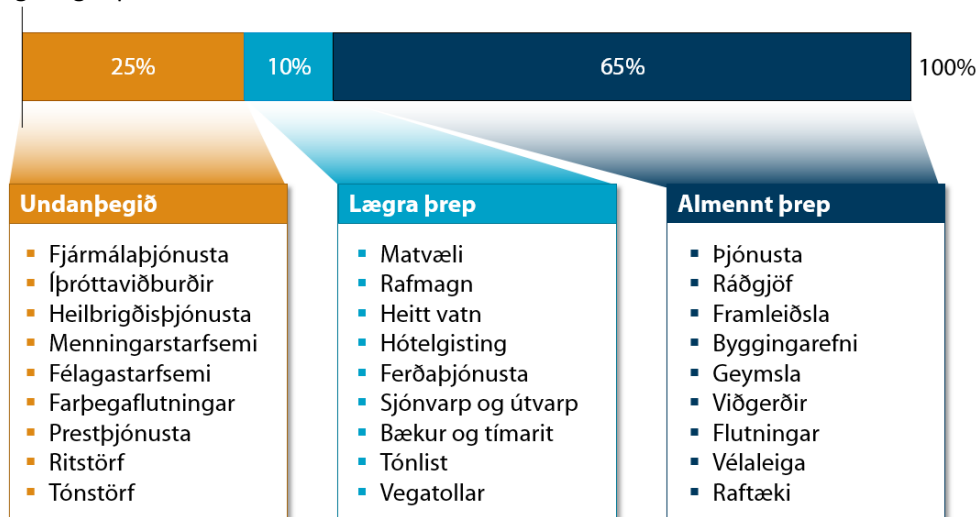 25%
10%
65%
100%
Undanþegið
Fjármálaþjónusta
Íþróttaviðburðir
Heilbrigðisþjónusta
Menningarstarfsemi
Félagastarfsemi
Farþegaflutningar
Prestþjónusta
Ritstörf
Tónstörf
Lægra þrep
Matvæli
Rafmagn
Heitt vatn
Hótelgisting
Ferðaþjónusta
Sjónvarp og útvarp
Bækur og tímarit
Tónlist
Vegatollar
Almennt þrep
Þjónusta
Ráðgjöf
Framleiðsla
Byggingarefni
Geymsla
Viðgerðir
Flutningar
Vélaleiga
Raftæki